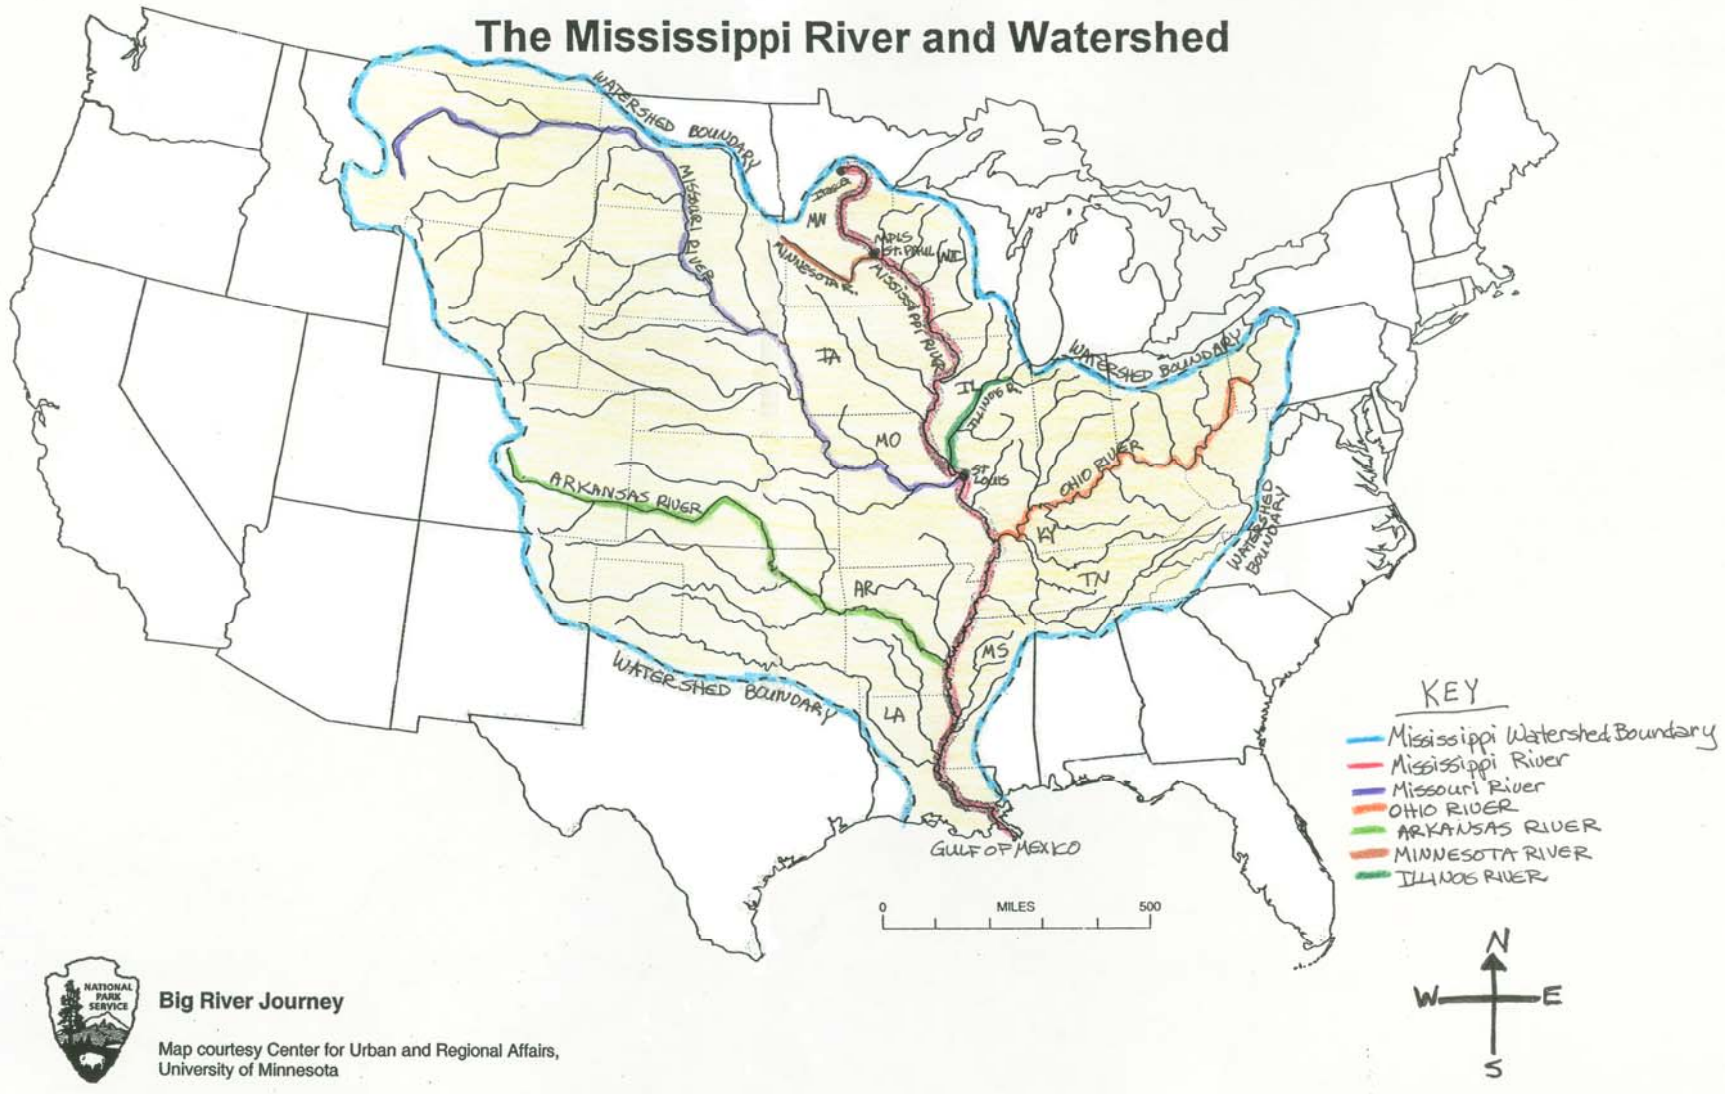 The Mississippi River and Watershed
WATERSHED BOUNDARY
MISSOURI RIVER
Itasca
MN
MPLS
ST. PAUL
WI
MINNESOTA R.
MISSISSIPPI RIVER
IA
IL
ILLINOIS R.
WATERSHED BOUNDARY
MO
ST
LOUIS
OHIO RIVER
ARKANSAS RIVER
KY
WATERSHED
BOUNDARY
AR
TN
MS
WATERSHED BOUNDARY
LA
GULF OF MEXICO
KEY
Mississippi Watershed Boundary
Mississippi River
Missouri River
OHIO RIVER
ARKANSAS RIVER
MINNESOTA RIVER
ILLINOIS RIVER
0 MILES 500
N
W E
S
NATIONAL
PARK
SERVICE
Big River Journey
Map courtesy Center for Urban and Regional Affairs,
University of Minnesota